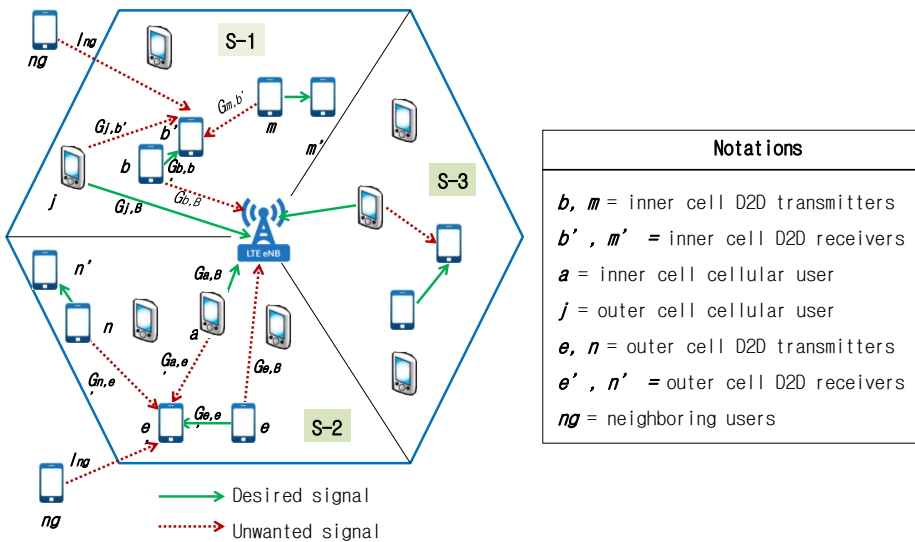 S-1
Ing
ng
Gm,b'
m
m'
Gj,b'
b'
b
Gb,b
'
Gb,B
j
Gj,B
S-3
LTE eNB
n'
n
Ga,B
a
Ga,e
'
Gn,e
'
Ge,B
Ge,e
'
e
'
e
S-2
Ing
ng
Desired signal
Unwanted signal
Notations
b, m = inner cell D2D transmitters
b', m' = inner cell D2D receivers
a = inner cell cellular user
j = outer cell cellular user
e, n = outer cell D2D transmitters
e', n' = outer cell D2D receivers
ng = neighboring users